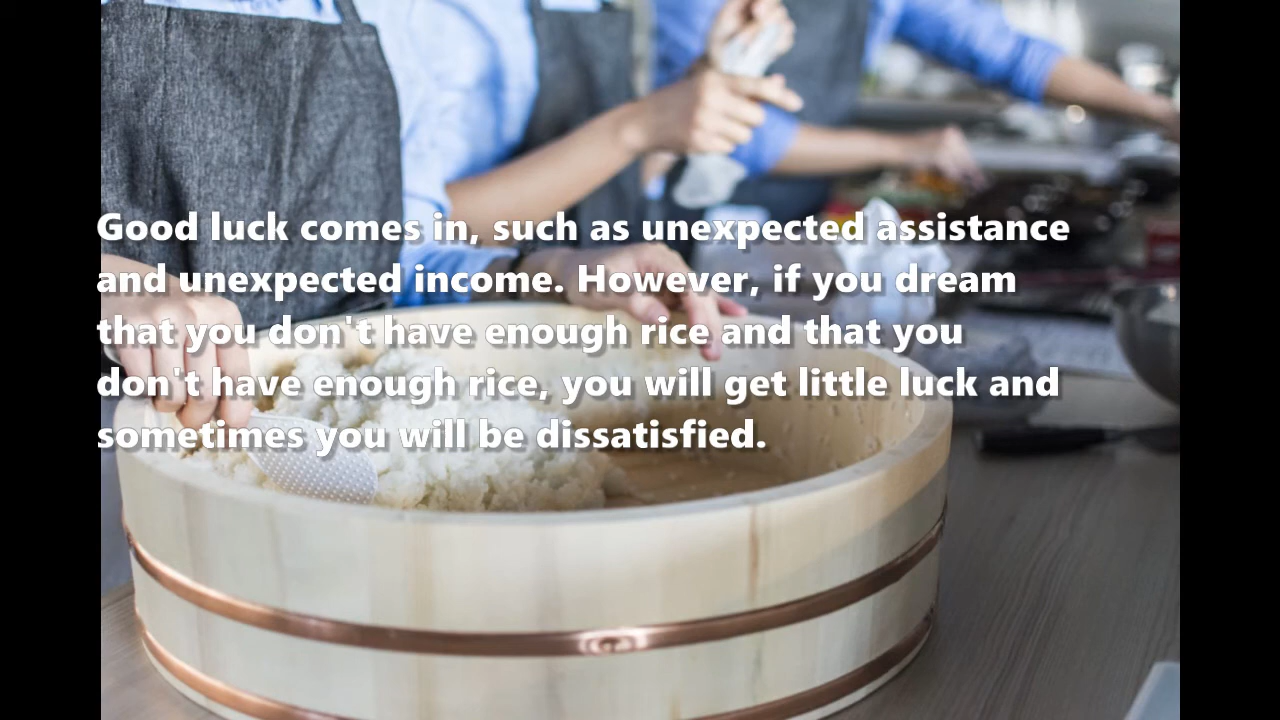 Good luck comes in, such as unexpected assistance
and unexpected income. However, if you dream
that you don't have enough rice and that you
don't have enough rice, you will get little luck and
sometimes you will be dissatisfied.